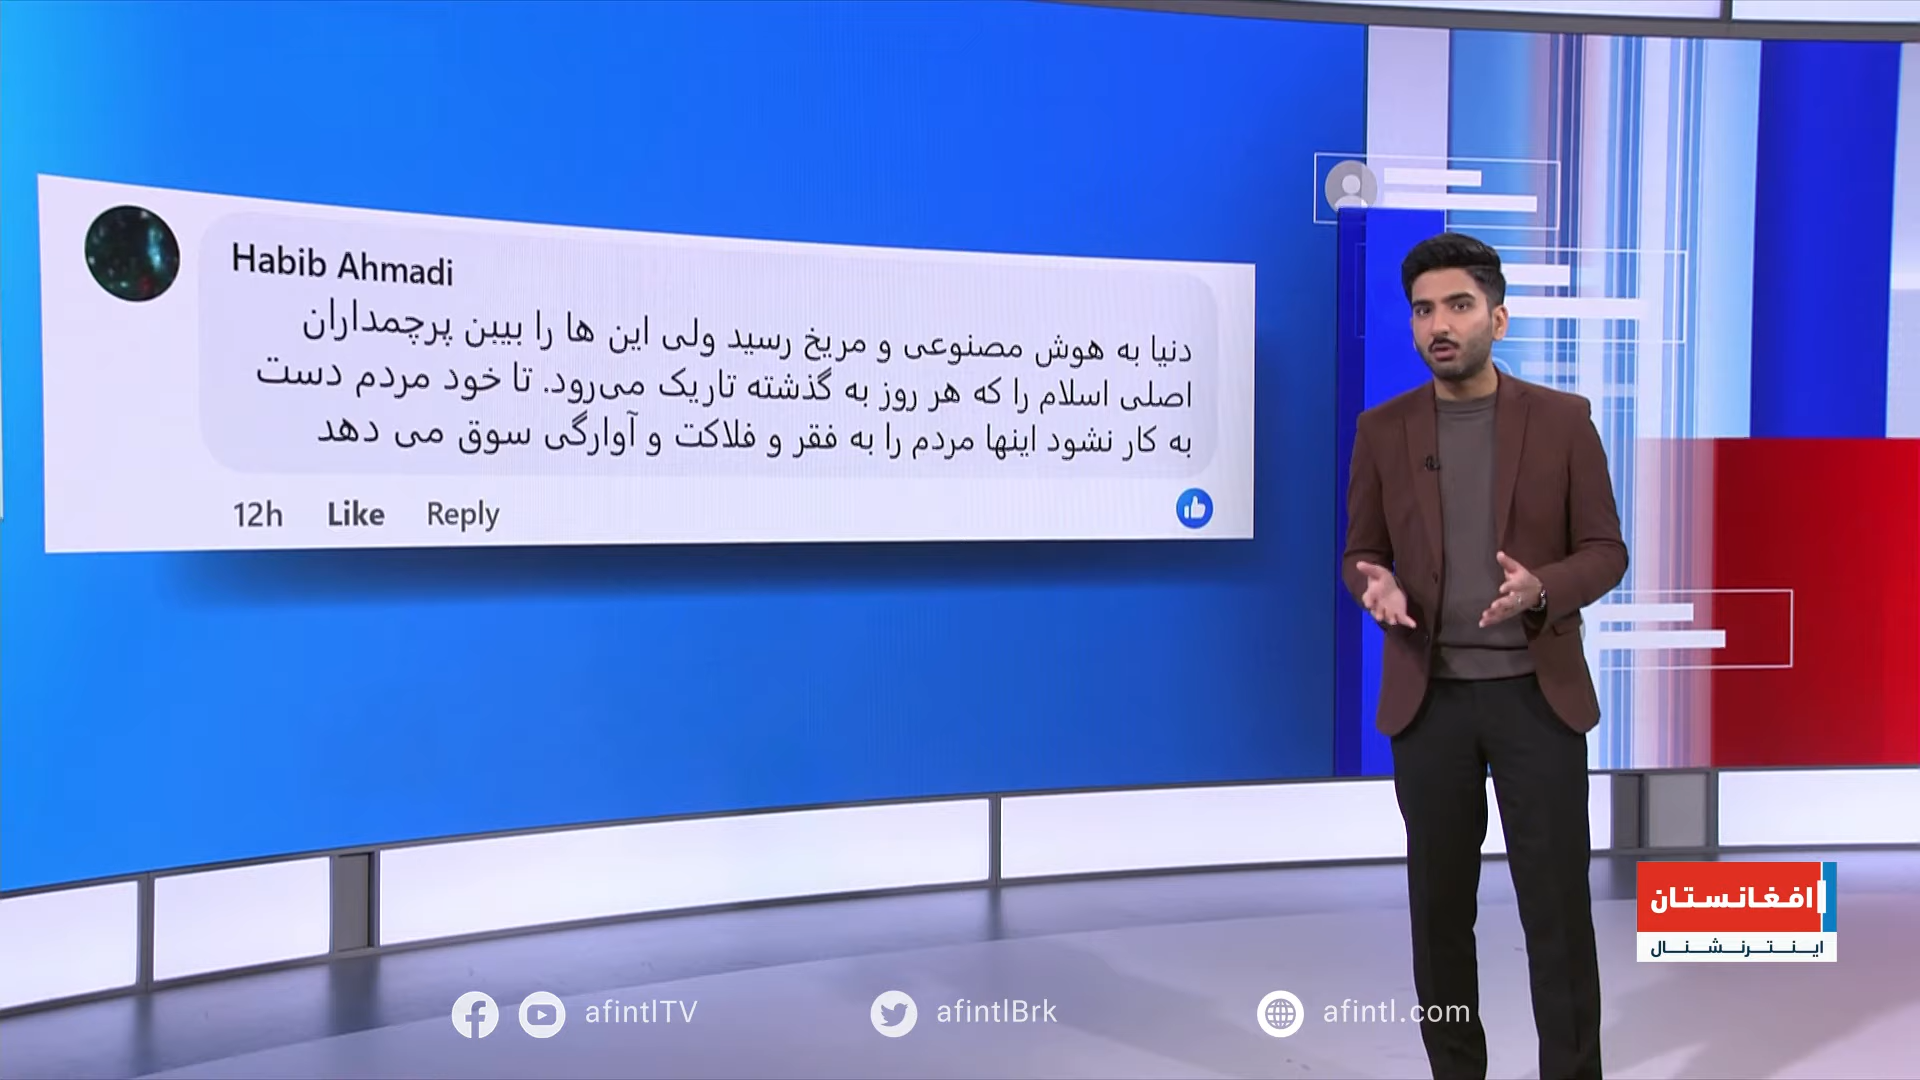 Habib Ahmadi
دنیا به هوش مصنوعی و مریخ رسید ولی این ها را ببین پرچمداران
اصلی اسلام را که هر روز به گذشته تاریک می‌رود. تا خود مردم دست
به کار نشود اینها مردم را به فقر و فلاکت و آوارگی سوق می دهد
12h Like Reply
افغانستان
اینترنشنال
afintlTV afintlBrk afintl.com